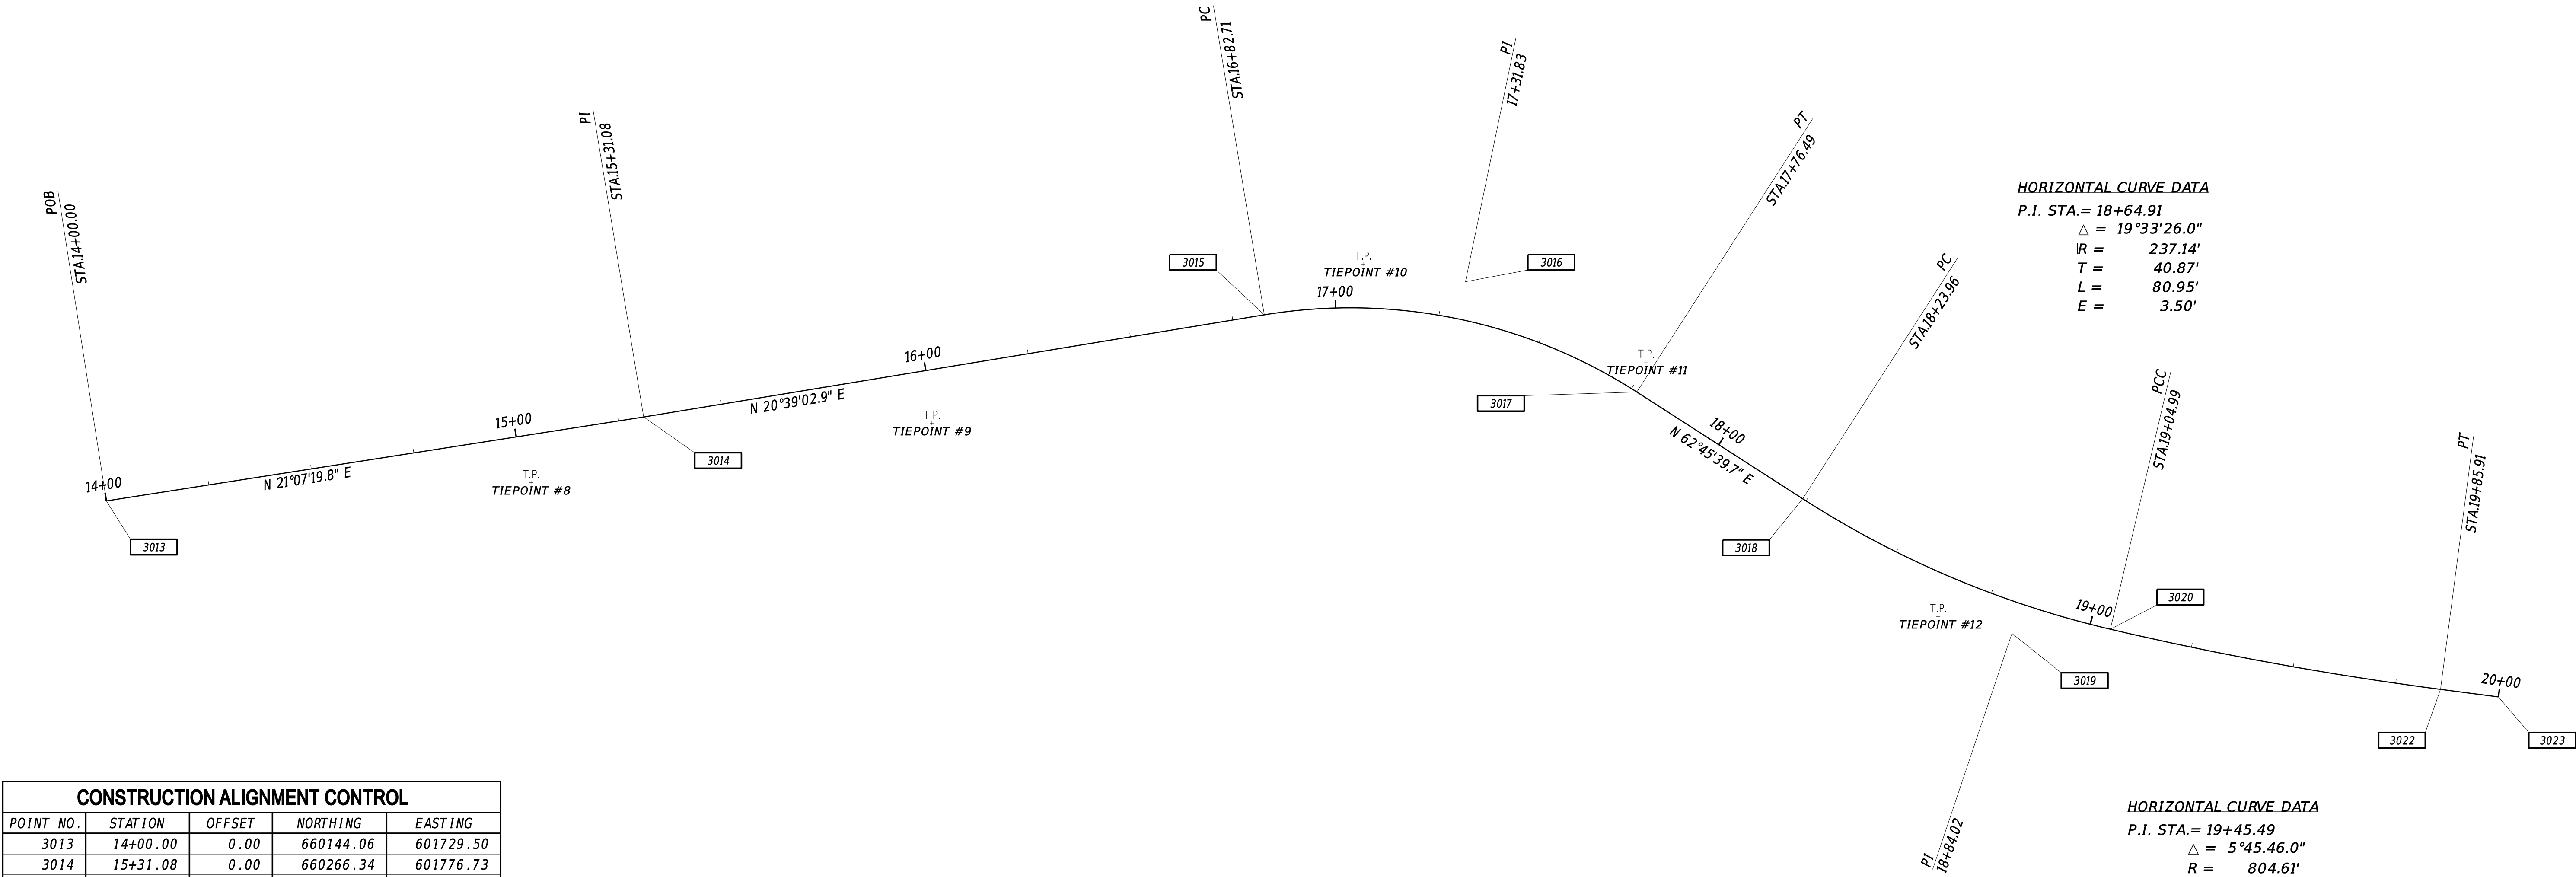 PC
STA.16+82.71
PI
17+31.83
PI
STA.15+31.08
PT
STA.17+76.49
POB
STA.14+00.00
HORIZONTAL CURVE DATA
P.I. STA.= 18+64.91
△ = 19°33'26.0"
R = 237.14'
T = 40.87'
L = 80.95'
E = 3.50'
3015
T.P.
TIEPOINT #10
3016
PC
STA.18+23.96
17+00
16+00
T.P.
TIEPOINT #11
3017
N 20°39'02.9" E
PCC
STA.19+04.99
15+00
T.P.
TIEPOINT #9
18+00
N 62°45'39.7" E
3014
PT
STA.19+85.91
14+00
N 21°07'19.8" E
T.P.
TIEPOINT #8
3013
3018
T.P.
TIEPOINT #12
19+00
3020
3019
20+00
3022
3023
PI
18+84.02
CONSTRUCTION ALIGNMENT CONTROL
POINT NO. STATION OFFSET NORTHING EASTING
3013 14+00.00 0.00 660144.06 601729.50
3014 15+31.08 0.00 660266.34 601776.73
HORIZONTAL CURVE DATA
P.I. STA.= 19+45.49
△ = 5°45.46.0"
R = 804.61'